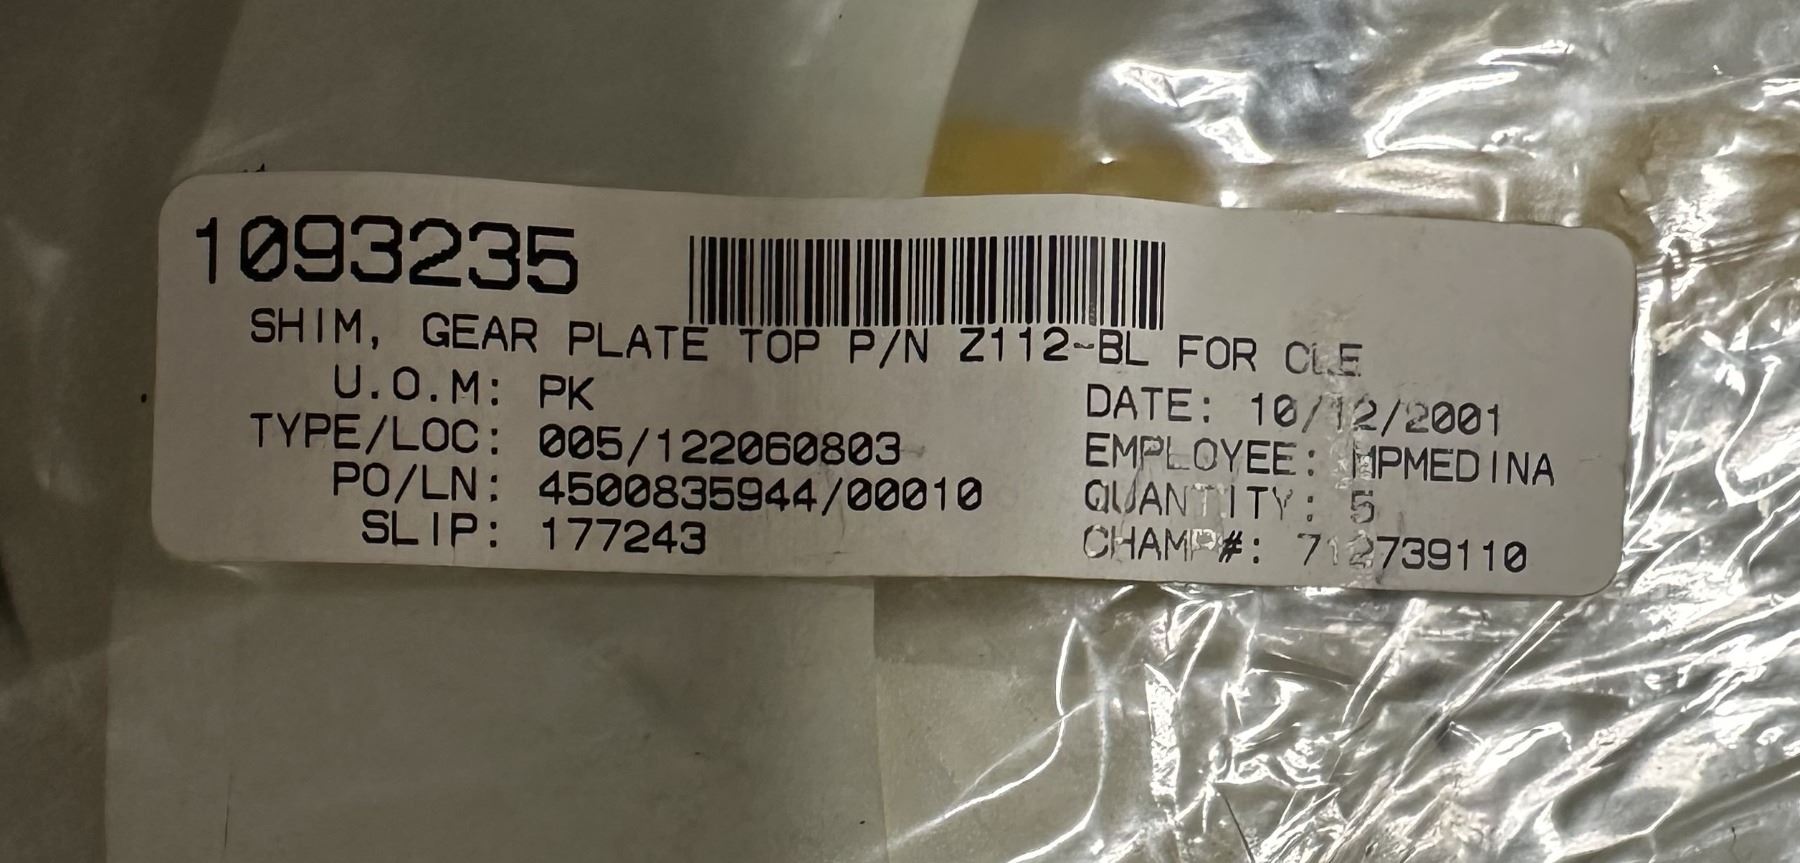 1093235
SHIM, GEAR PLATE TOP P/N Z112-BL FOR CLE
U.O.M: PK
DATE: 10/12/2001
TYPE/LOC: 005/122060803
EMPLOYEE: MPMEDINA
PO/LN: 4500835944/00010
QUANTITY: 5
SLIP: 177243
CHAMP#: 712739110